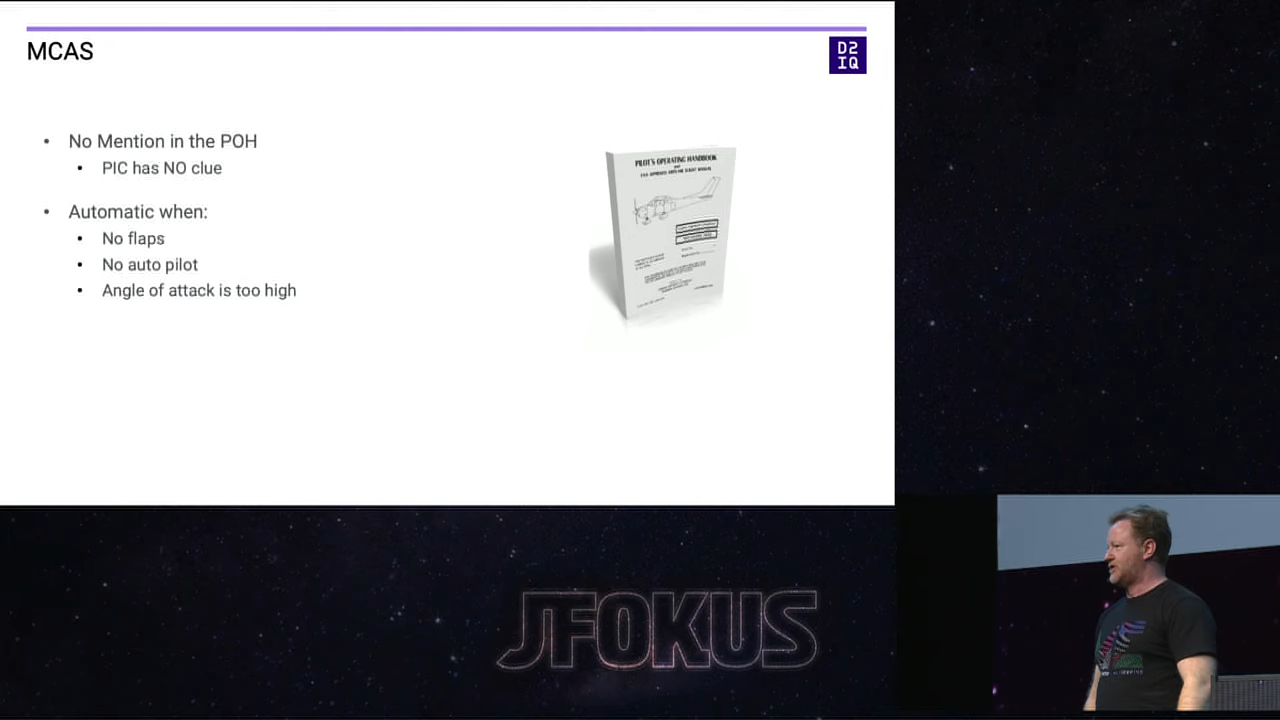 MCAS
D2
IQ
• No Mention in the POH
• PIC has NO clue
• Automatic when:
• No flaps
• No auto pilot
• Angle of attack is too high
PILOT'S OPERATING HANDBOOK
JFOKUS